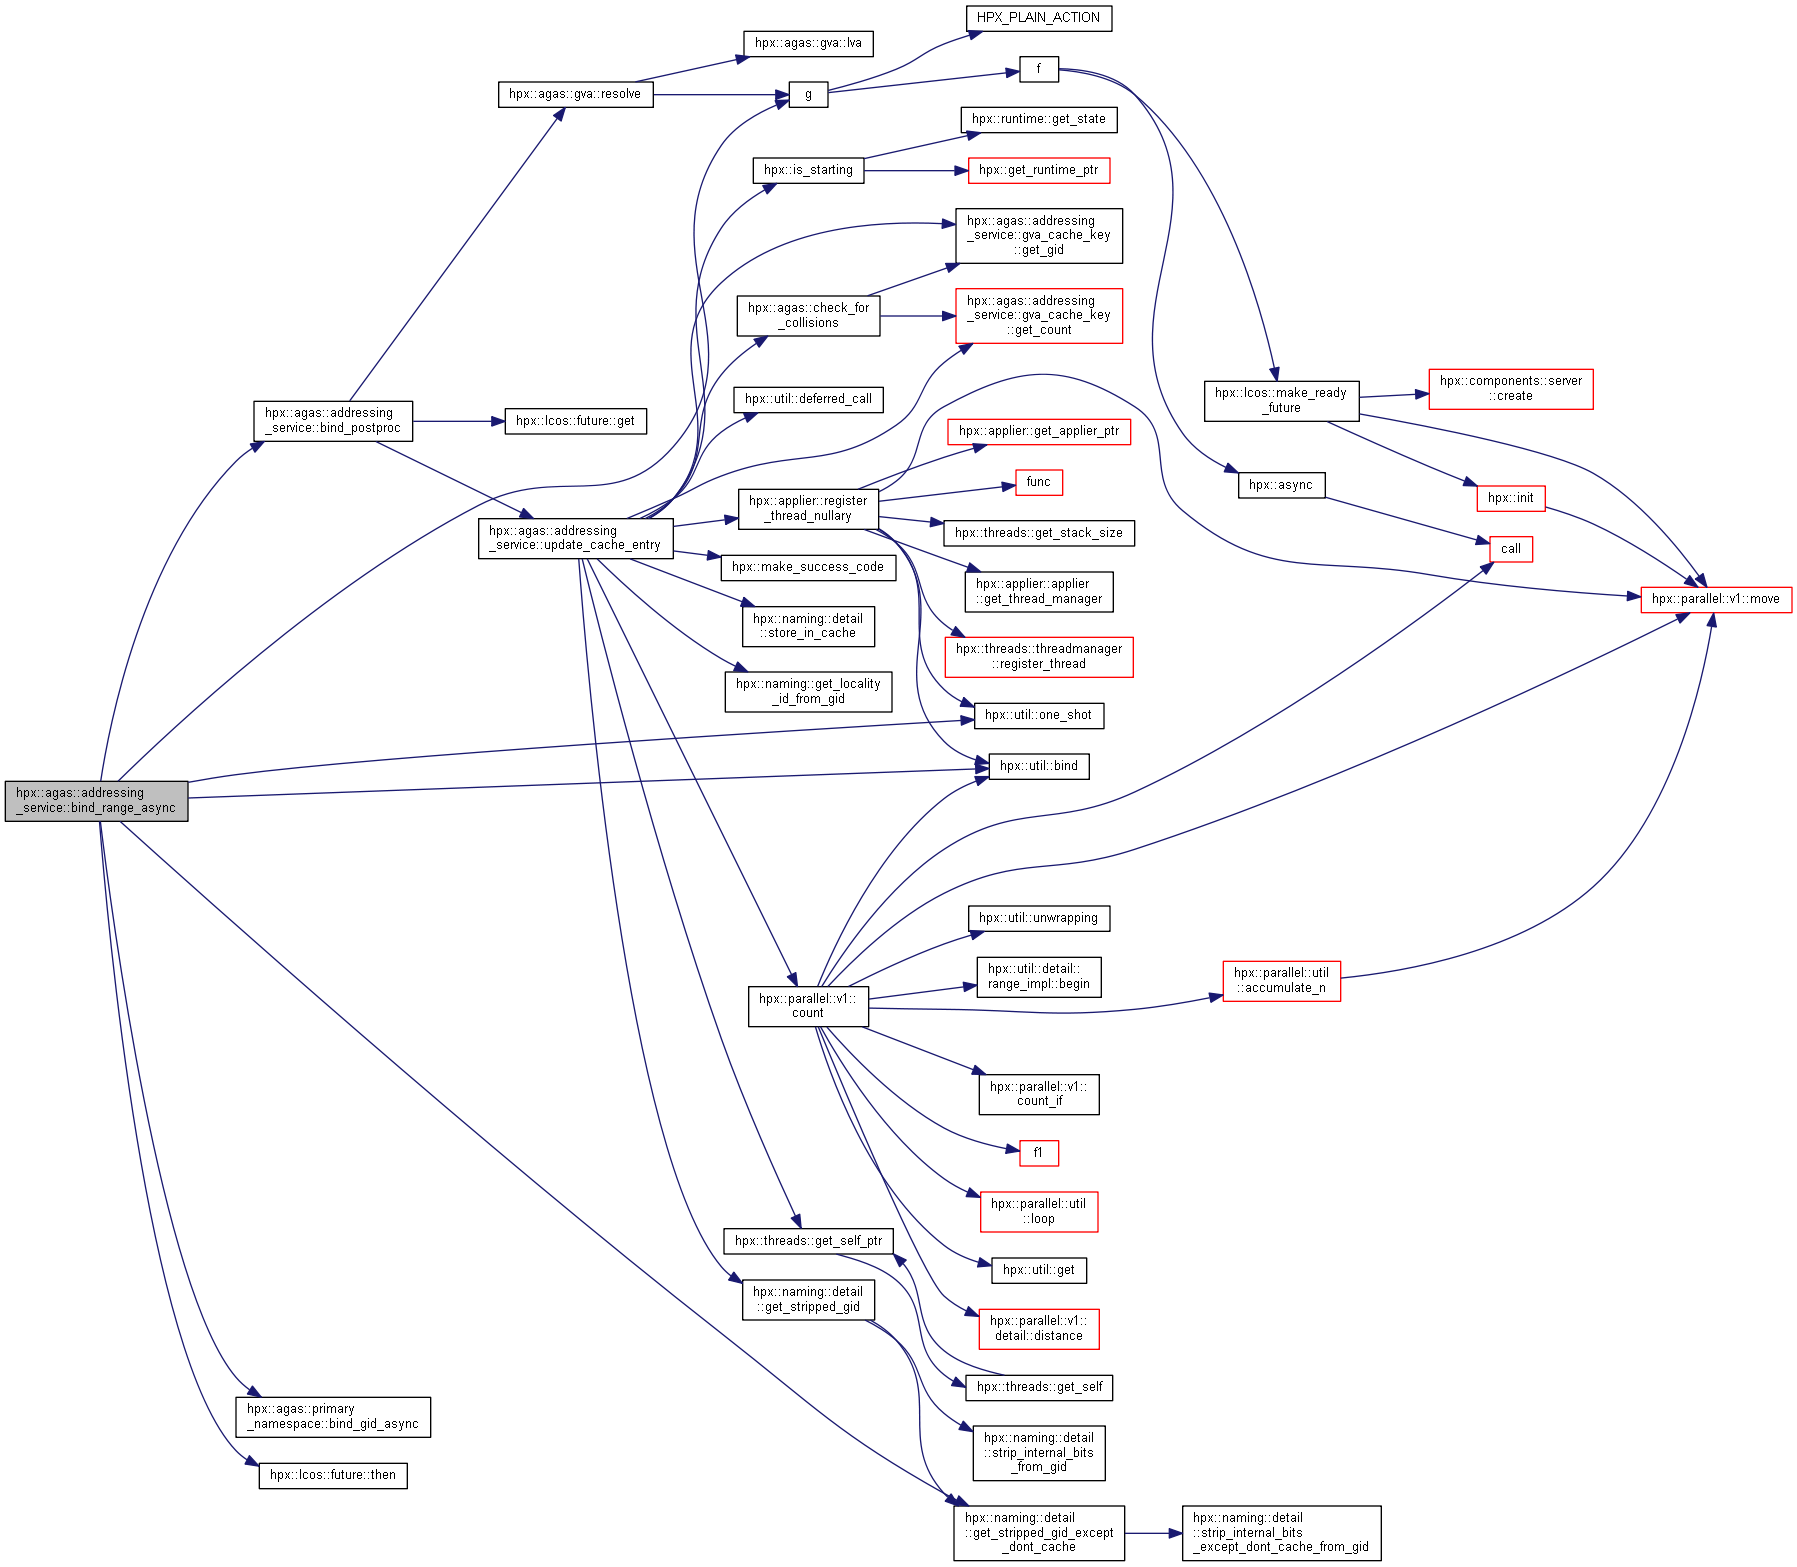 HPX_PLAIN_ACTION
hpx::agas::gva::lva
f
hpx::agas::gva::resolve
g
hpx::runtime::get_state
hpx::is_starting
hpx::get_runtime_ptr
hpx::agas::addressing
_service::gva_cache_key
::get_gid
hpx::agas::check_for
_collisions
hpx::agas::addressing
_service::gva_cache_key
::get_count
hpx::components::server
::create
hpx::lcos::make_ready
_future
hpx::util::deferred_call
hpx::agas::addressing
_service::bind_postproc
hpx::lcos::future::get
hpx::applier::get_applier_ptr
func
hpx::async
hpx::init
hpx::applier::register
_thread_nullary
hpx::threads::get_stack_size
hpx::agas::addressing
_service::update_cache_entry
call
hpx::make_success_code
hpx::applier::applier
::get_thread_manager
hpx::parallel::v1::move
hpx::naming::detail
::store_in_cache
hpx::threads::threadmanager
::register_thread
hpx::naming::get_locality
_id_from_gid
hpx::util::one_shot
hpx::util::bind
hpx::agas::addressing
_service::bind_range_async
hpx::util::unwrapping
hpx::util::detail::
range_impl::begin
hpx::parallel::util
::accumulate_n
hpx::parallel::v1::
count
hpx::parallel::v1::
count_if
f1
hpx::parallel::util
::loop
hpx::threads::get_self_ptr
hpx::util::get
hpx::naming::detail
::get_stripped_gid
hpx::parallel::v1::
detail::distance
hpx::threads::get_self
hpx::agas::primary
_namespace::bind_gid_async
hpx::naming::detail
::strip_internal_bits
_from_gid
hpx::lcos::future::then
hpx::naming::detail
::get_stripped_gid_except
_dont_cache
hpx::naming::detail
::strip_internal_bits
_except_dont_cache_from_gid